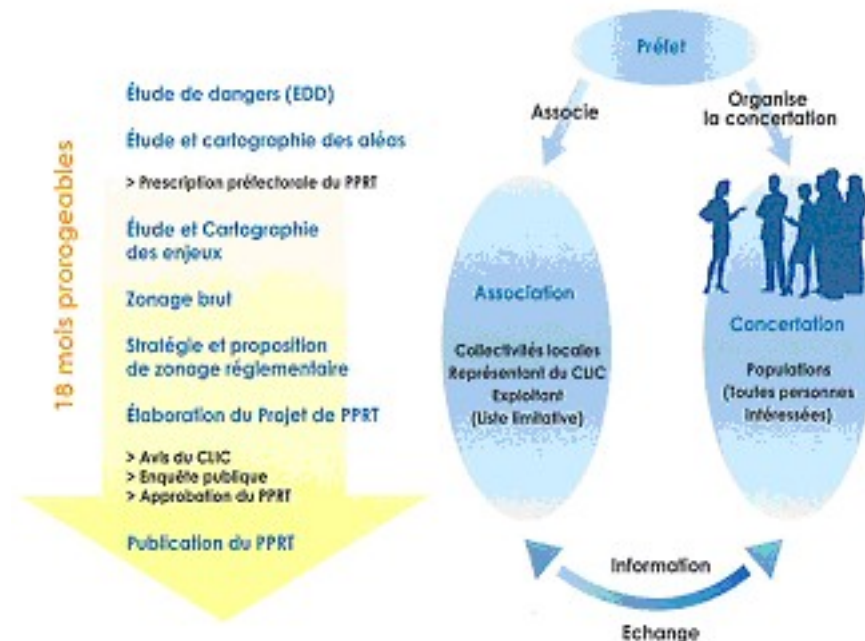 18 mois prorogeables
Étude de dangers (EDD)
Étude et cartographie des aléas
> Prescription préfectorale du PPRT
Étude et Cartographie
des enjeux
Zonage brut
Stratégie et proposition
de zonage réglementaire
Élaboration du Projet de PPRT
> Avis du CLIC
> Enquête publique
> Approbation du PPRT
Publication du PPRT
Préfet
Associe
Organise
la concertation
Association
Collectivités locales
Représentant du CLIC
Exploitant
(Liste limitative)
Concertation
Populations
(Toutes personnes
intéressées)
Information
Echange